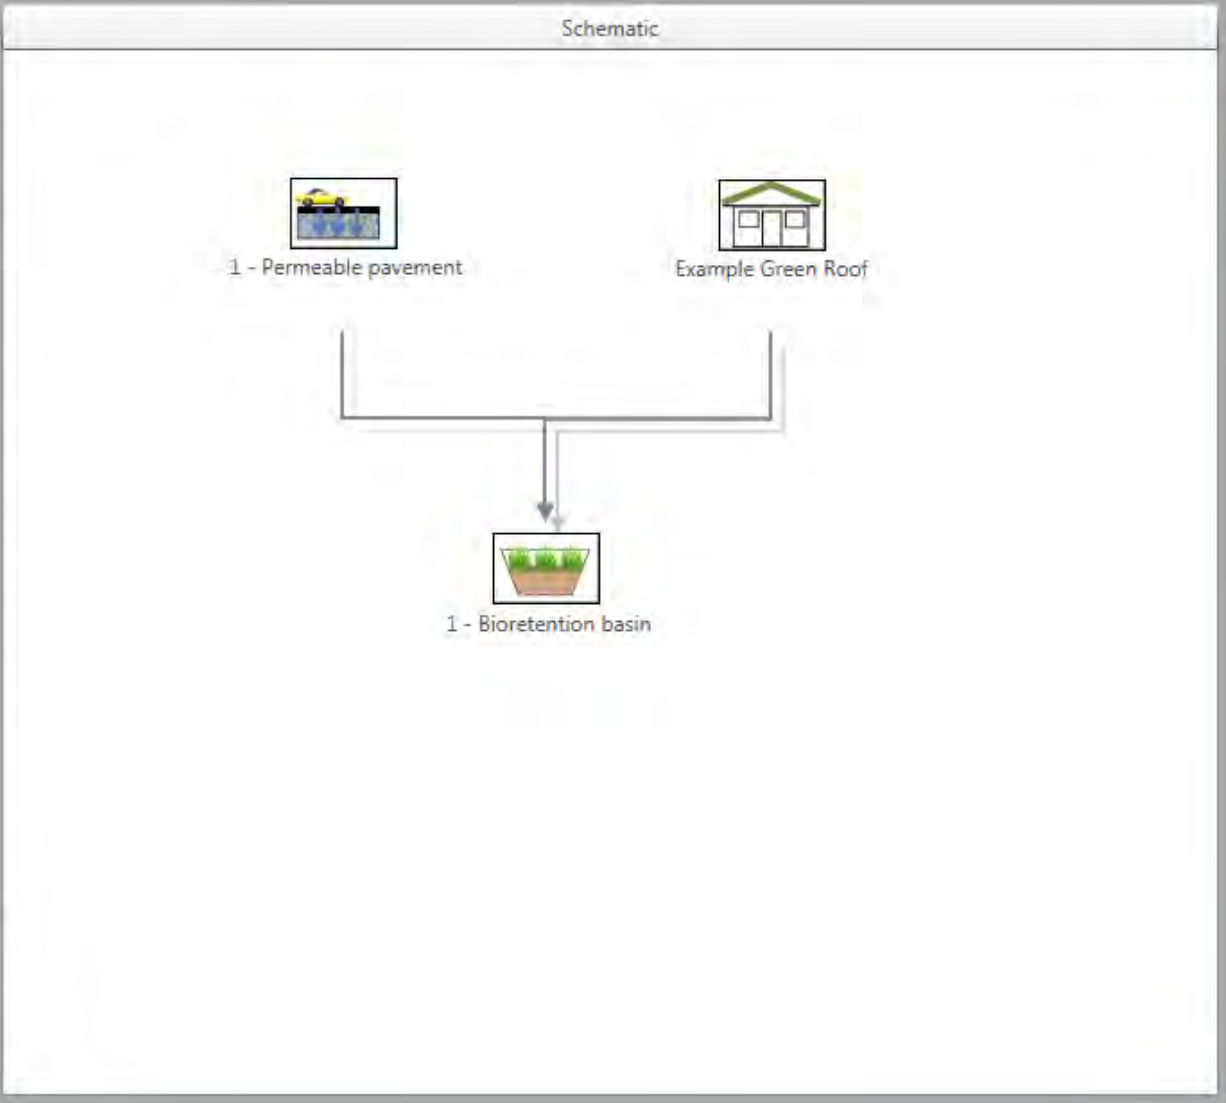 Schematic
1 - Permeable pavement
Example Green Roof
1 - Bioretention basin